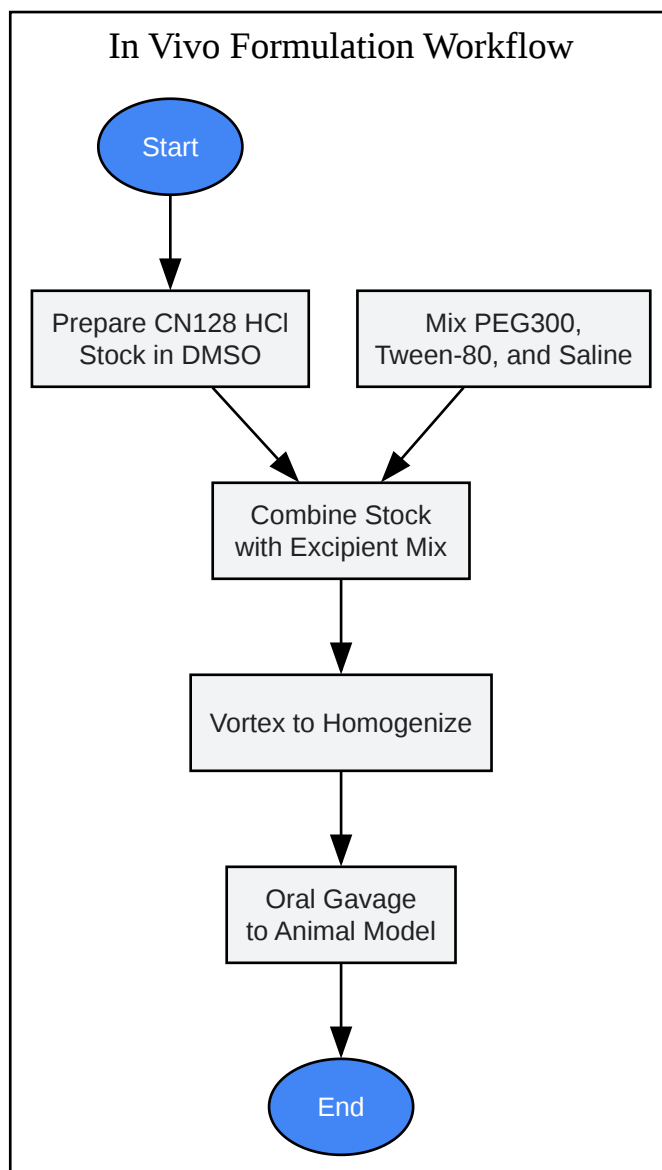 In Vivo Formulation Workflow
Start
Prepare CN128 HCl
Stock in DMSO
Mix PEG300,
Tween-80, and Saline
Combine Stock
with Excipient Mix
Vortex to Homogenize
Oral Gavage
to Animal Model
End